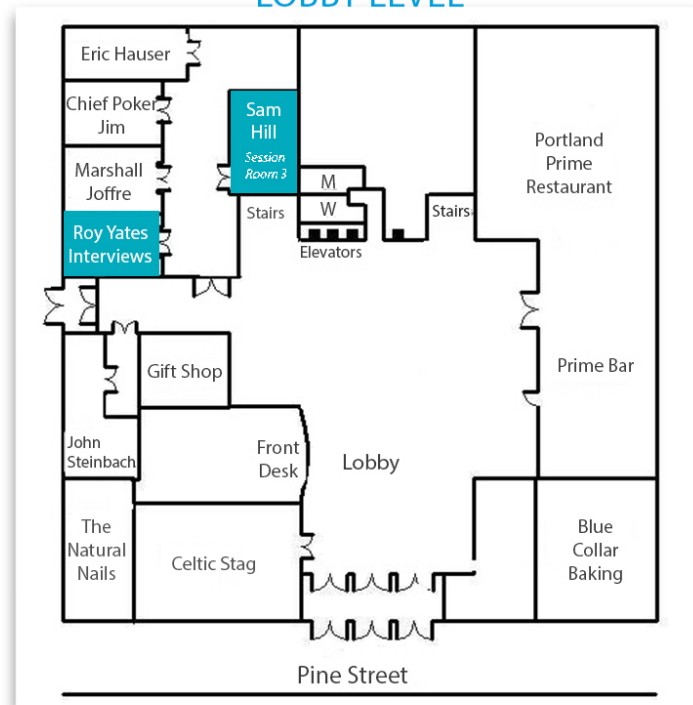 LOBBY LEVEL
Eric Hauser
Chief Poker
Jim
Marshall
Joffre
Roy Yates
Interviews
Sam
Hill
Session
Room 3
M
W
Stairs
Elevators
Stairs
Portland
Prime
Restaurant
Prime Bar
Gift Shop
John
Steinbach
Front
Desk
Lobby
The
Natural
Nails
Celtic Stag
Blue
Collar
Baking
Pine Street